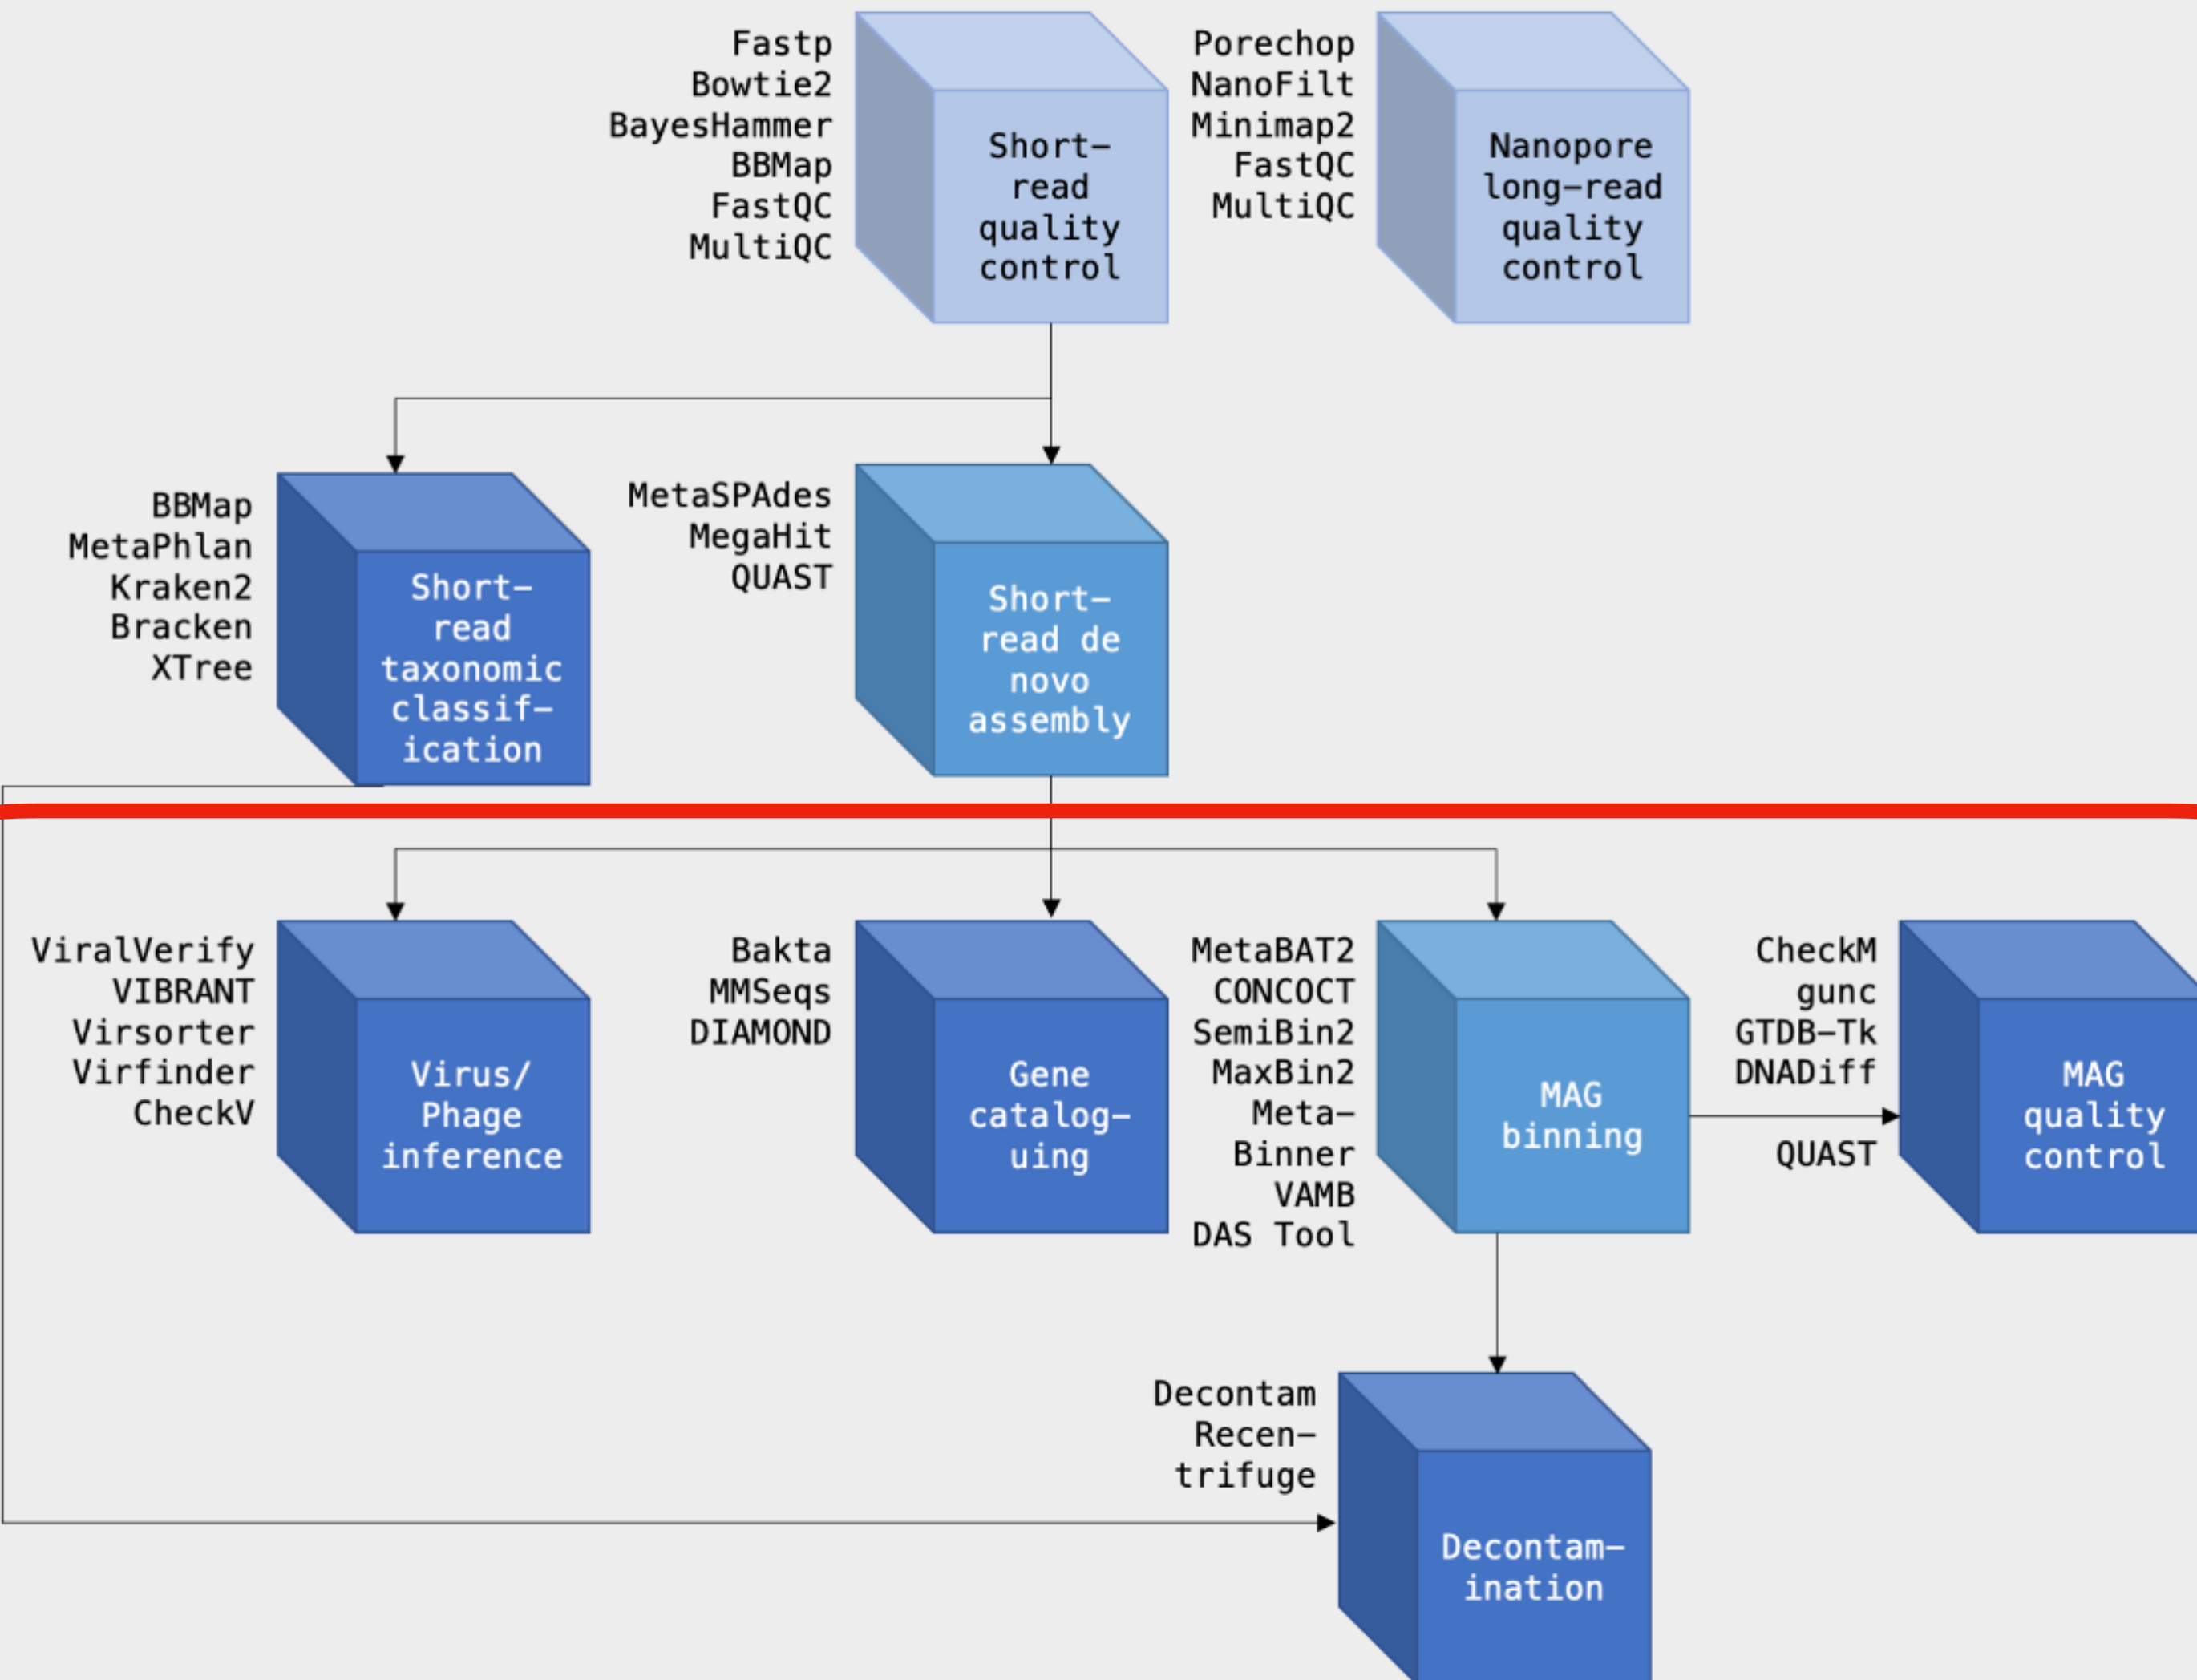 Fastp
Bowtie2
BayesHammer
BBMap
FastQC
MultiQC
Short-
read
quality
control
Porechop
NanoFilt
Minimap2
FastQC
MultiQC
Nanopore
long-read
quality
control
BBMap
MetaPhlan
Kraken2
Bracken
XTree
Short-
read
taxonomic
classif-
ication
MetaSPAdes
MegaHit
QUAST
Short-
read de
novo
assembly
ViralVerify
VIBRANT
Virsorter
Virfinder
CheckV
Virus/
Phage
inference
Bakta
MMSeqs
DIAMOND
Gene
catalog-
uing
MetaBAT2
CONCOCT
SemiBin2
MaxBin2
Meta-
Binner
VAMB
DAS Tool
MAG
binning
CheckM
gunc
GTDB-Tk
DNADiff
QUAST
MAG
quality
control
Decontam
Recen-
trifuge
Decontam-
ination